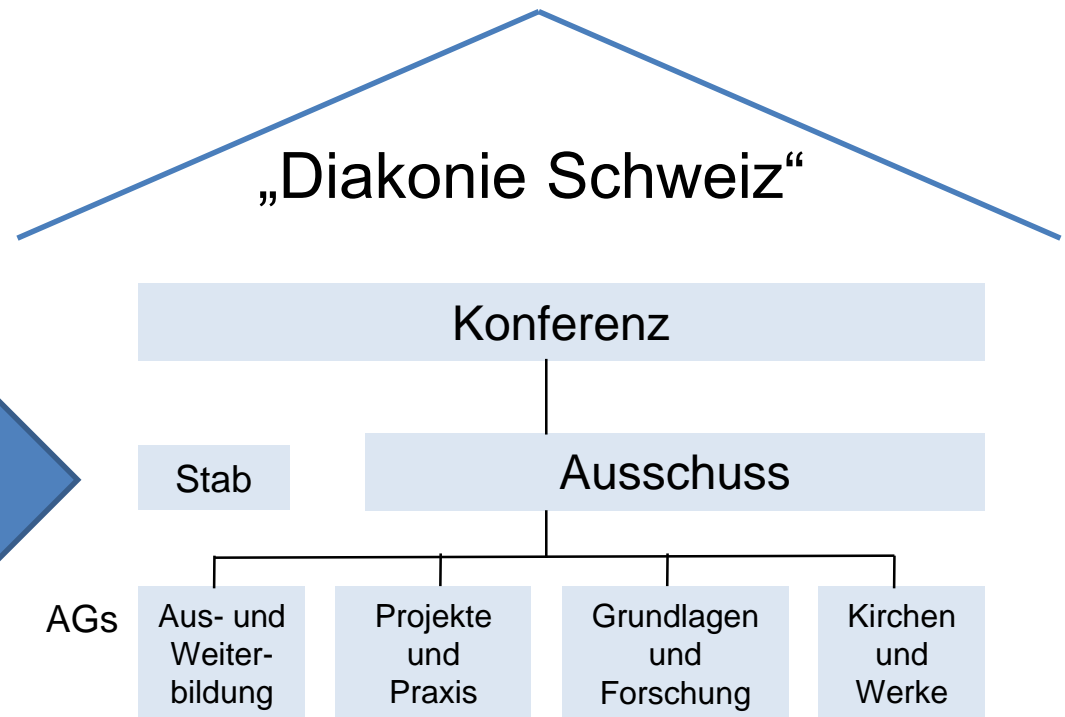 „Diakonie Schweiz“
Konferenz
Stab
Ausschuss
AGs
Aus- und
Weiter-
bildung
Projekte
und
Praxis
Grundlagen
und
Forschung
Kirchen
und
Werke